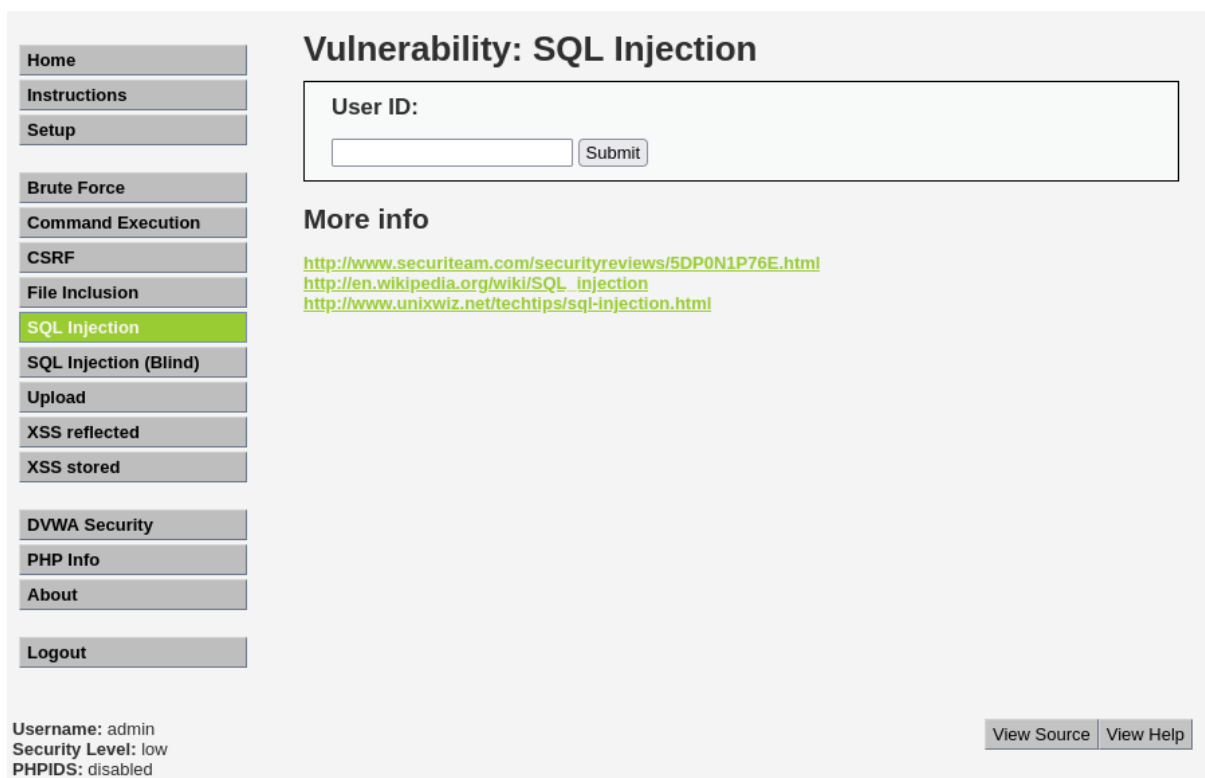 Home
Instructions
Setup
Brute Force
Command Execution
CSRF
File Inclusion
SQL Injection
SQL Injection (Blind)
Upload
XSS reflected
XSS stored
DVWA Security
PHP Info
About
Logout
Vulnerability: SQL Injection
User ID:
Submit
More info
http://www.securiteam.com/securityreviews/5DP0N1P76E.html
http://en.wikipedia.org/wiki/SQL_injection
http://www.unixwiz.net/techtips/sql-injection.html
Username: admin
Security Level: low
PHPIDS: disabled
View Source View Help